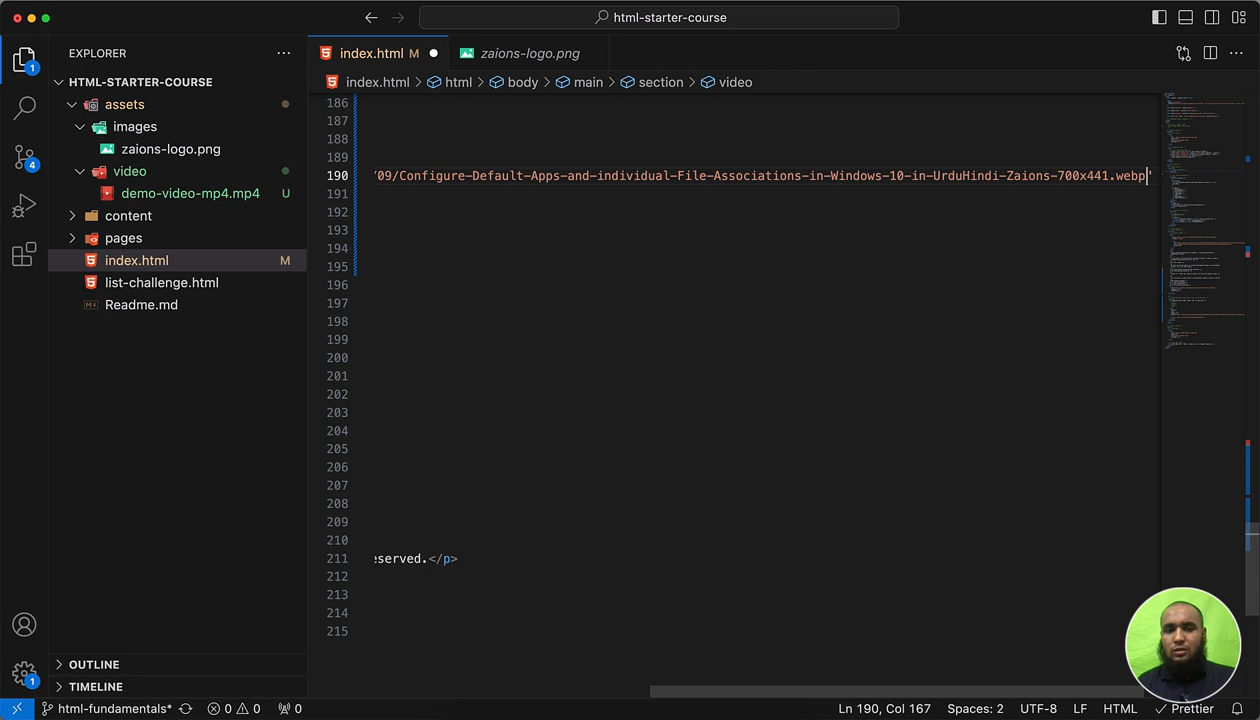 html-starter-course
EXPLORER
HTML-STARTER-COURSE
assets
images
zaions-logo.png
video
demo-video-mp4.mp4 U
content
pages
index.html M
list-challenge.html
Readme.md
OUTLINE
TIMELINE
1
4
1
index.html M
zaions-logo.png
index.html > html > body > main > section > video
186
187
188
189
190 '09/Configure-Default-Apps-and-individual-File-Associations-in-Windows-10-in-UrduHindi-Zaions-700x441.webp"
191
192
193
194
195
196
197
198
199
200
201
202
203
204
205
206
207
208
209
210
211 eserved.</p>
212
213
214
215
html-fundamentals* 0 0 0 Ln 190, Col 167 Spaces: 2 UTF-8 LF HTML Prettier